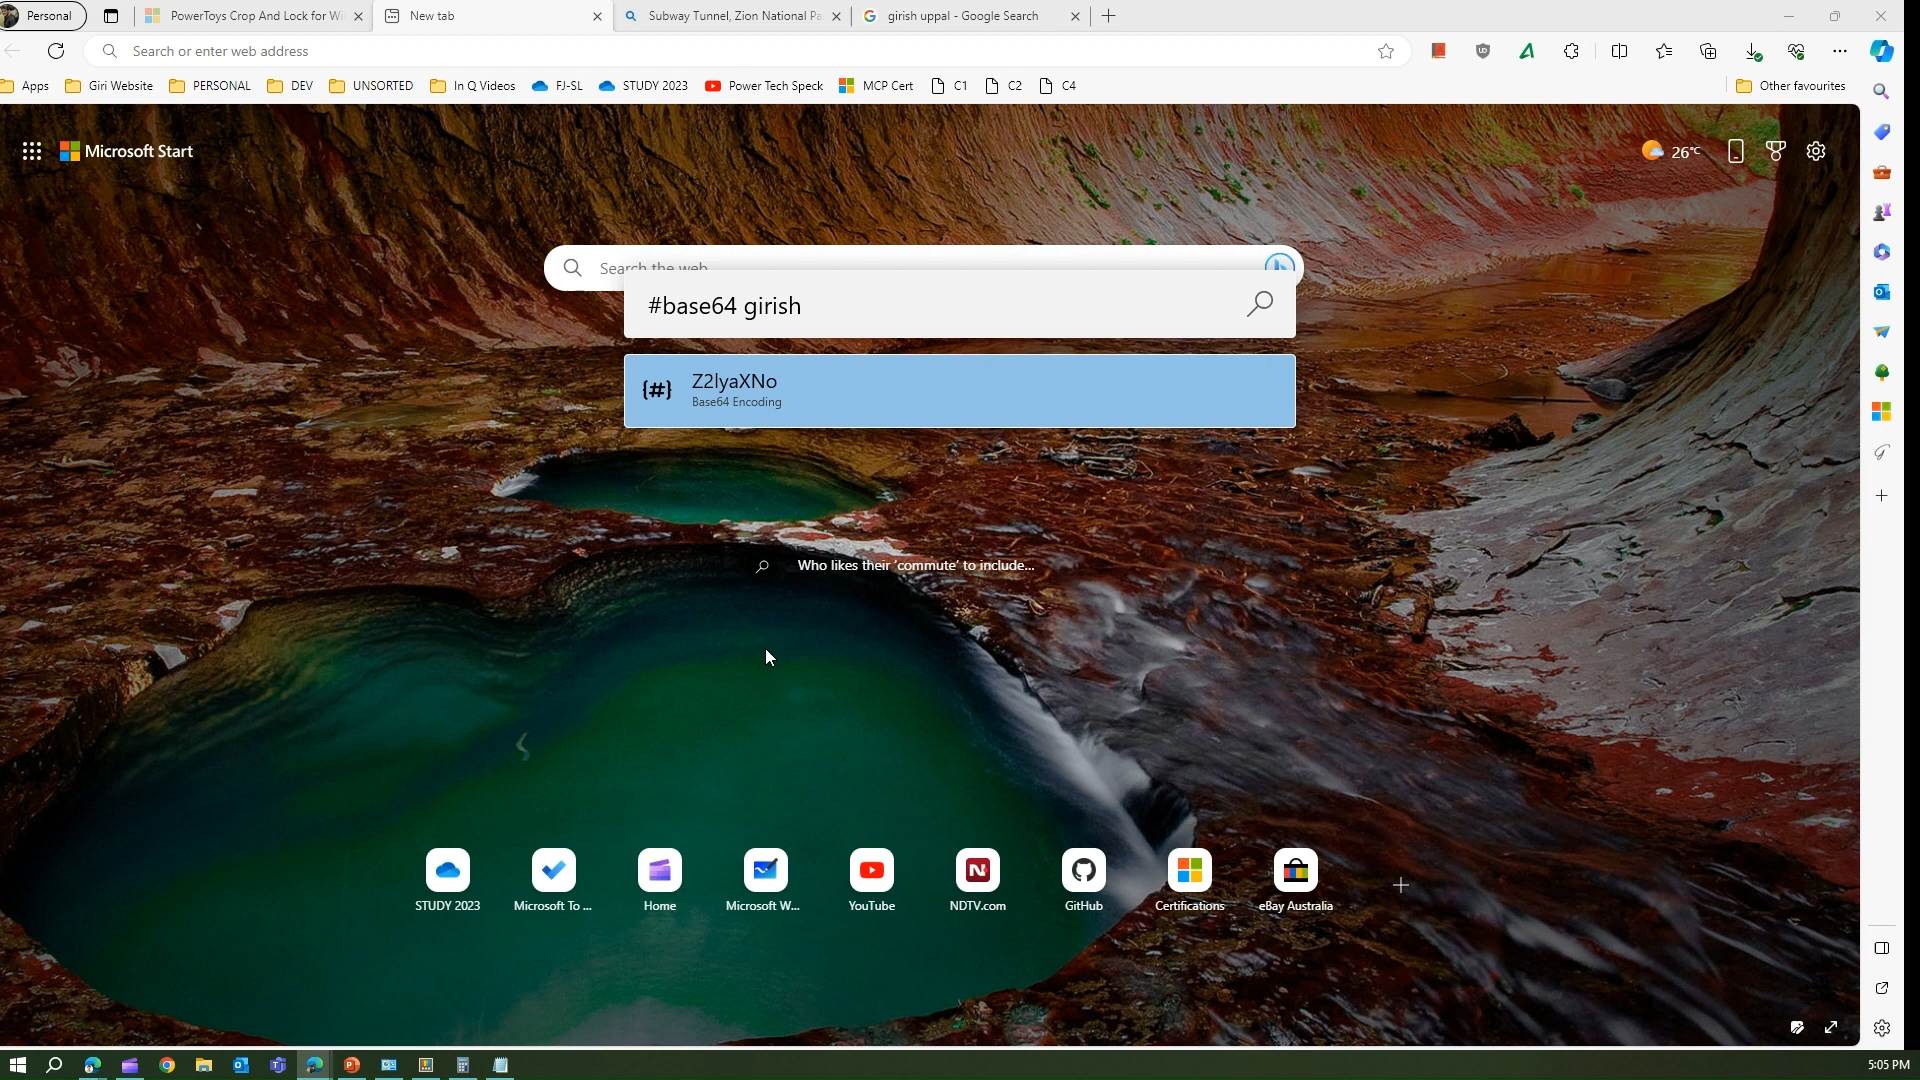 Personal
PowerToys Crop And Lock for Wi
New tab
Subway Tunnel, Zion National Pa
girish uppal - Google Search
Search or enter web address
Apps
Giri Website
PERSONAL
DEV
UNSORTED
In Q Videos
FJ-SL
STUDY 2023
Power Tech Speck
MCP Cert
C1
C2
C4
Other favourites
Microsoft Start
26°C
Search the web
#base64 girish
{#}
Z2lyaXNo
Base64 Encoding
Who likes their 'commute' to include...
STUDY 2023
Microsoft To ...
Home
Microsoft W...
YouTube
NDTV.com
GitHub
Certifications
eBay Australia
5:05 PM